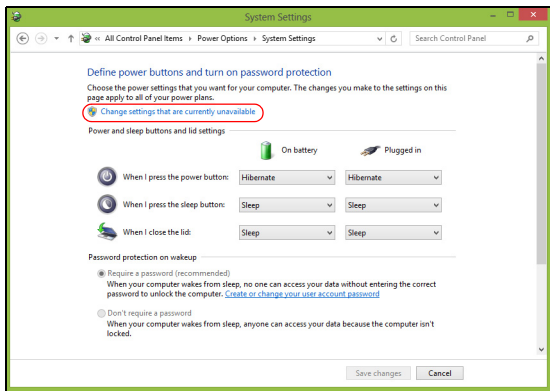 System Settings
« All Control Panel Items ▸ Power Options ▸ System Settings
Search Control Panel
Define power buttons and turn on password protection
Choose the power settings that you want for your computer. The changes you make to the settings on this
page apply to all of your power plans.
Change settings that are currently unavailable
Power and sleep buttons and lid settings
On battery Plugged in
When I press the power button: Hibernate Hibernate
When I press the sleep button: Sleep Sleep
When I close the lid: Sleep Sleep
Password protection on wakeup
Require a password (recommended)
When your computer wakes from sleep, no one can access your data without entering the correct
password to unlock the computer. Create or change your user account password
Don't require a password
When your computer wakes from sleep, anyone can access your data because the computer isn't
locked.
Save changes Cancel